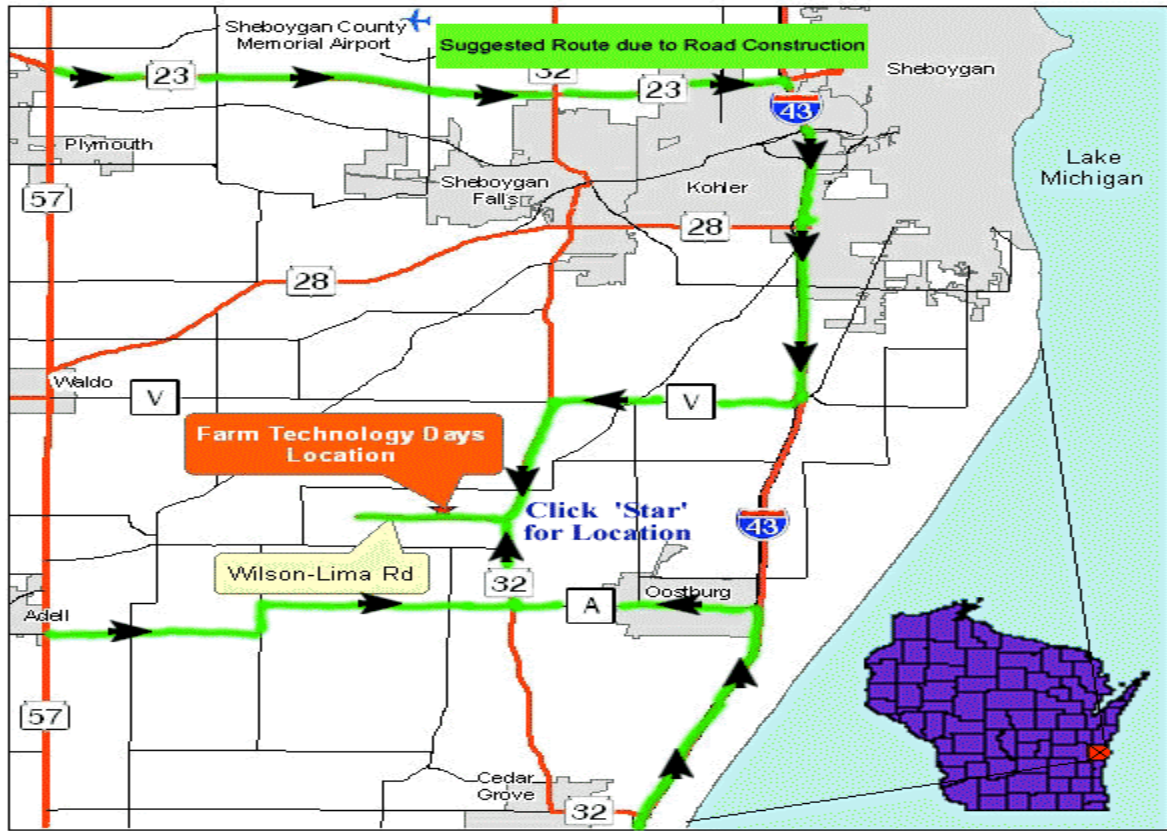 Sheboygan County
Memorial Airport
Suggested Route due to Road Construction
Sheboygan
23
32
23
43
Plymouth
Lake
Michigan
Sheboygan
Falls
Kohler
57
28
28
Waldo
V
V
Farm Technology Days
Location
Click 'Star'
for Location
43
Wilson-Lima Rd
32
A
Oostburg
Adell
57
Cedar
Grove
32